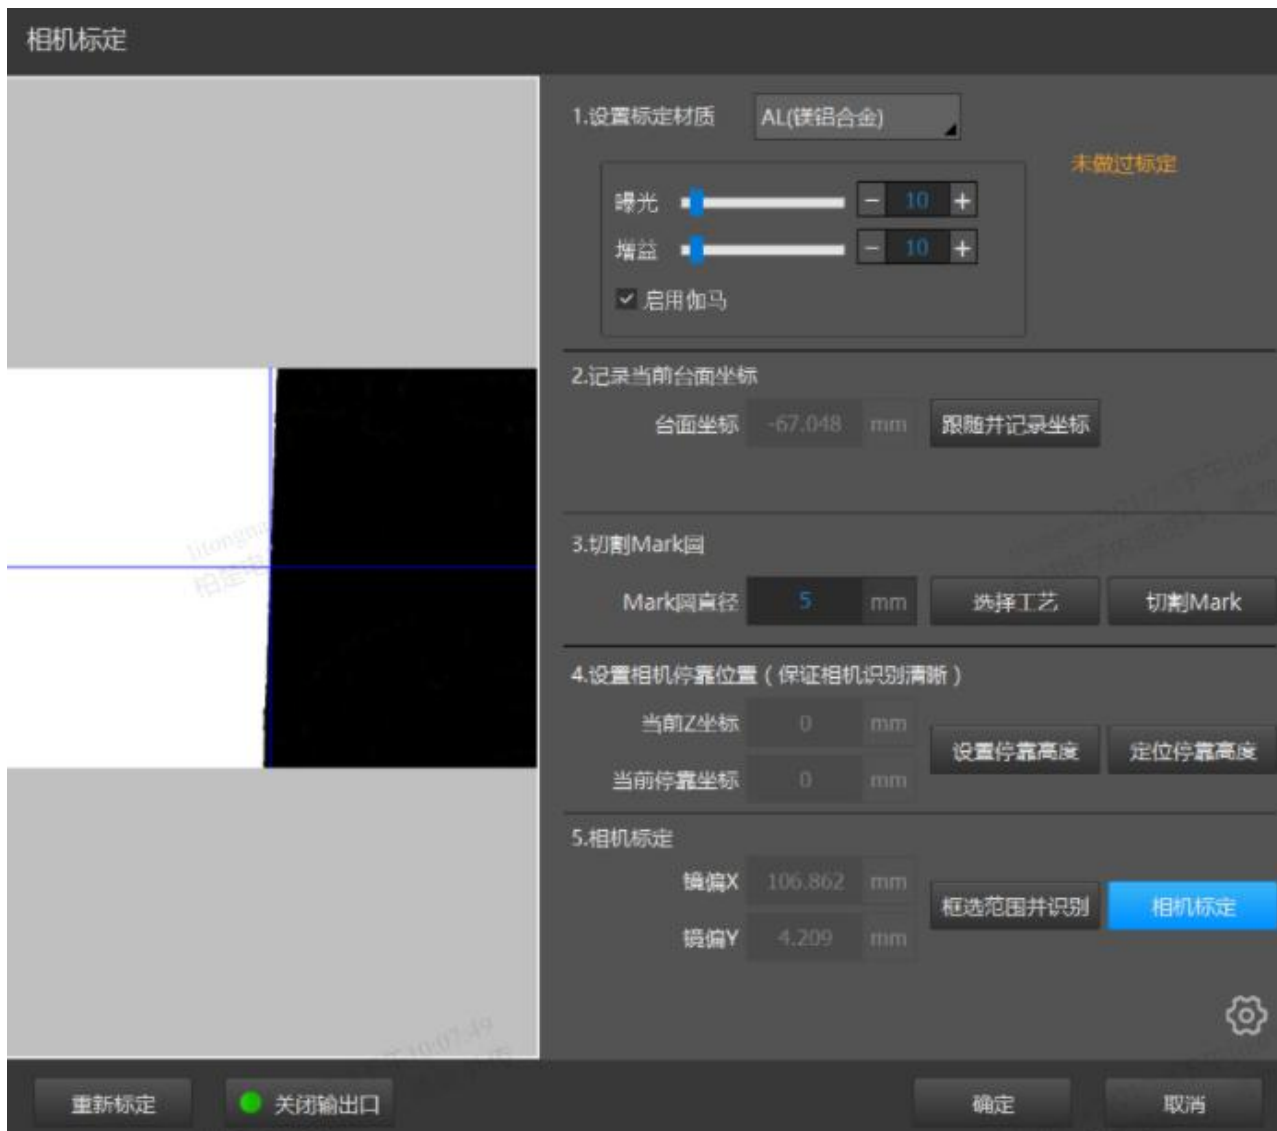 相机标定
1.设置标定材质 AL(镁铝合金)
未做过标定
曝光 − 10 +
增益 − 10 +
启用伽马
2.记录当前台面坐标
台面坐标 -67.048 mm 跟随并记录坐标
3.切割Mark圆
Mark圆直径 5 mm 选择工艺 切割Mark
4.设置相机停靠位置(保证相机识别清晰)
当前Z坐标 0 mm
设置停靠高度 定位停靠高度
当前停靠坐标 0 mm
5.相机标定
镜偏X 106.862 mm
框选范围并识别 相机标定
镜偏Y 4.209 mm
重新标定 关闭输出口 确定 取消